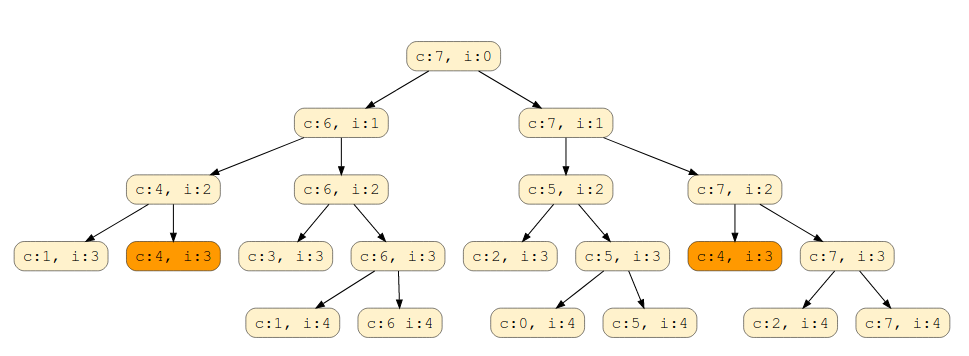 c:7, i:0
c:6, i:1
c:7, i:1
c:4, i:2
c:6, i:2
c:5, i:2
c:7, i:2
c:1, i:3
c:4, i:3
c:3, i:3
c:6, i:3
c:2, i:3
c:5, i:3
c:4, i:3
c:7, i:3
c:1, i:4
c:6 i:4
c:0, i:4
c:5, i:4
c:2, i:4
c:7, i:4